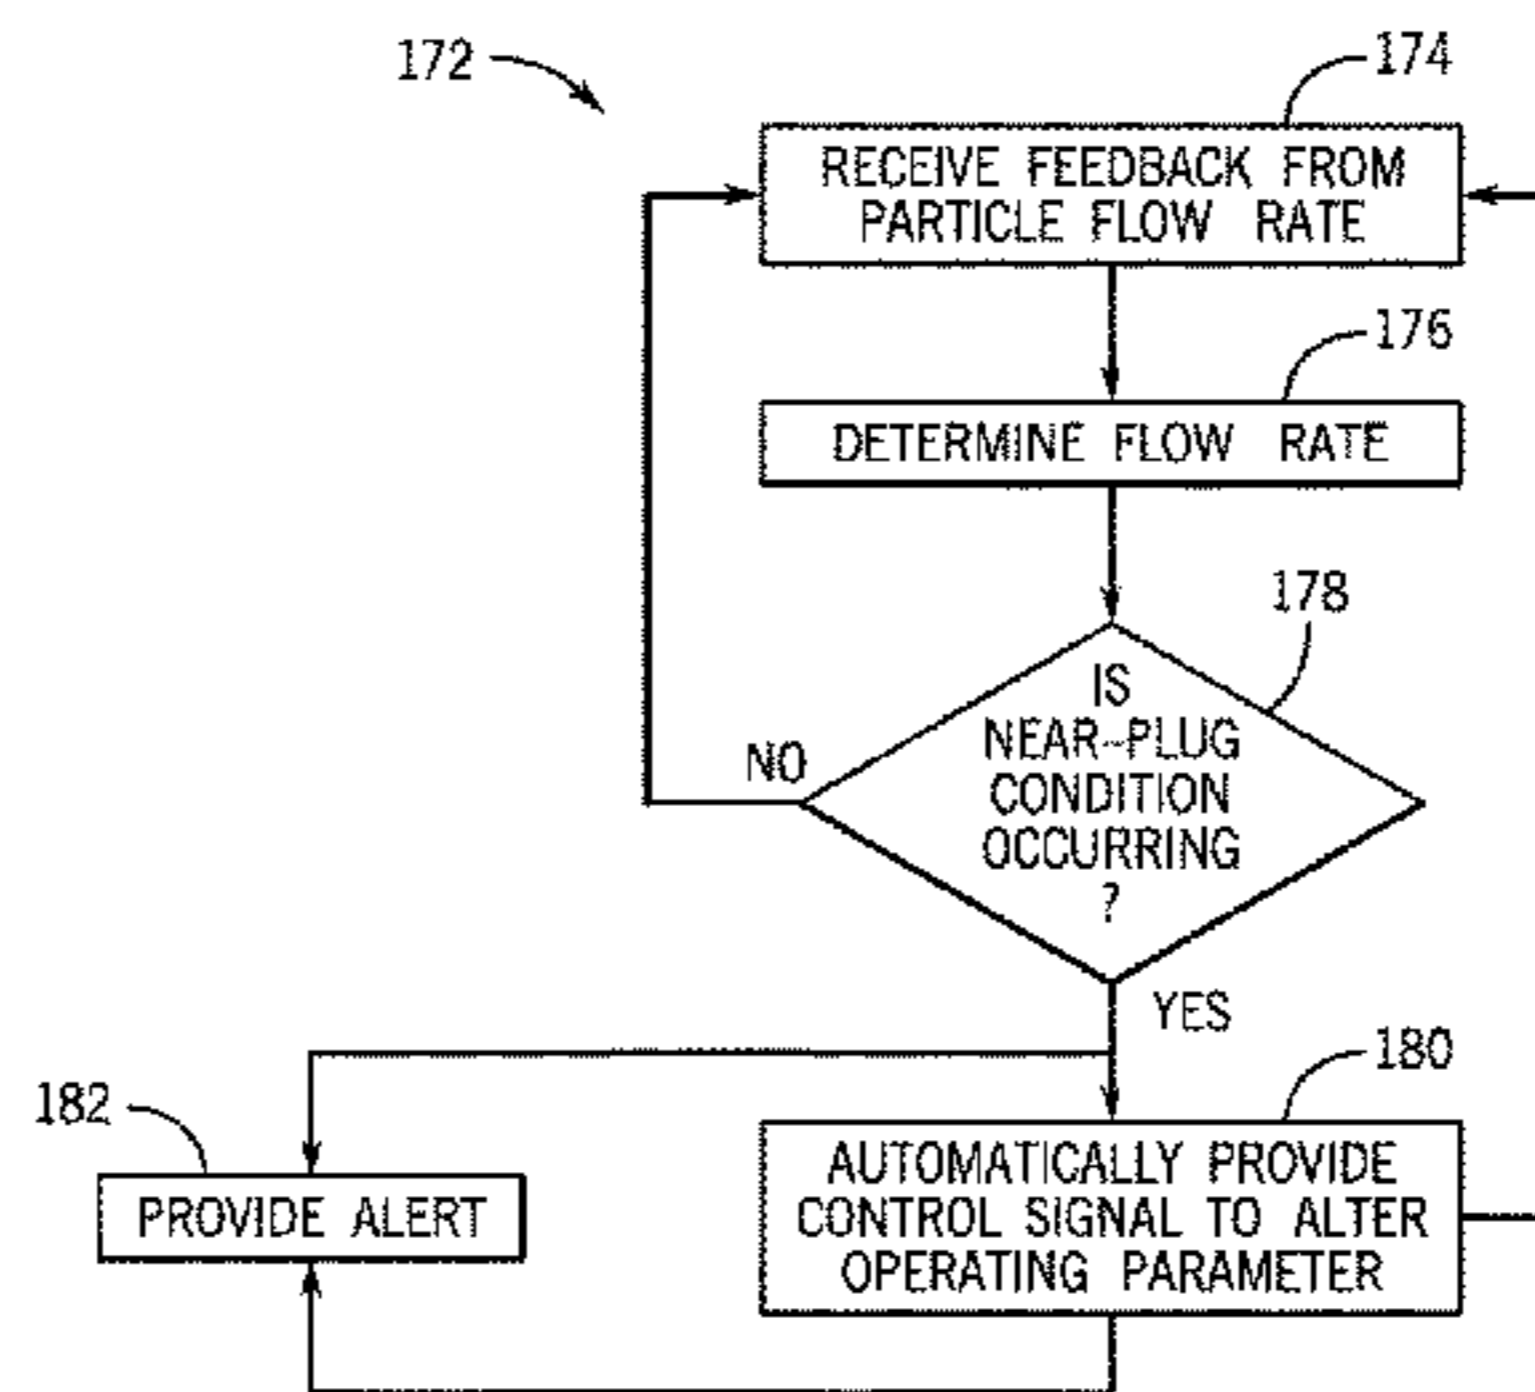 172
174
RECEIVE FEEDBACK FROM
PARTICLE FLOW RATE
176
DETERMINE FLOW RATE
178
IS
NEAR-PLUG
CONDITION
OCCURRING
?
NO
YES
180
182
AUTOMATICALLY PROVIDE
CONTROL SIGNAL TO ALTER
OPERATING PARAMETER
PROVIDE ALERT